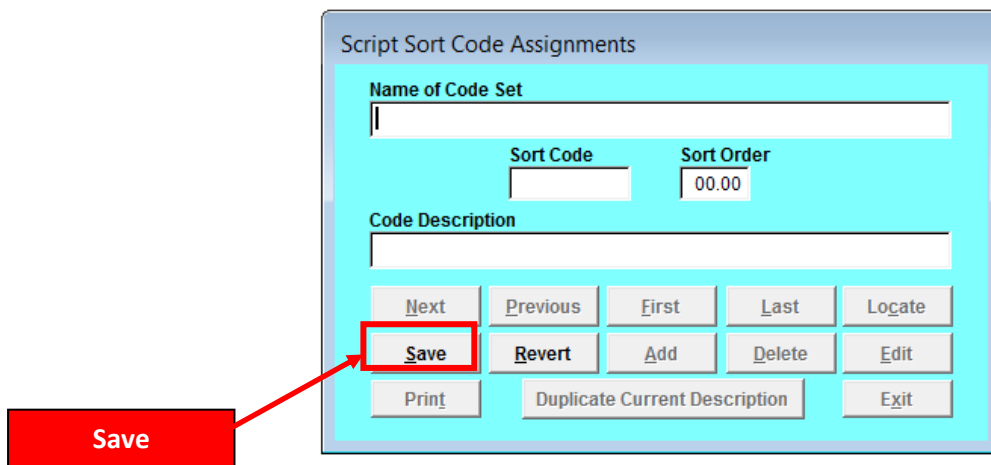 Script Sort Code Assignments
Name of Code Set
Sort Code Sort Order
00.00
Code Description
Next Previous First Last Locate
Save Revert Add Delete Edit
Print Duplicate Current Description Exit
Save